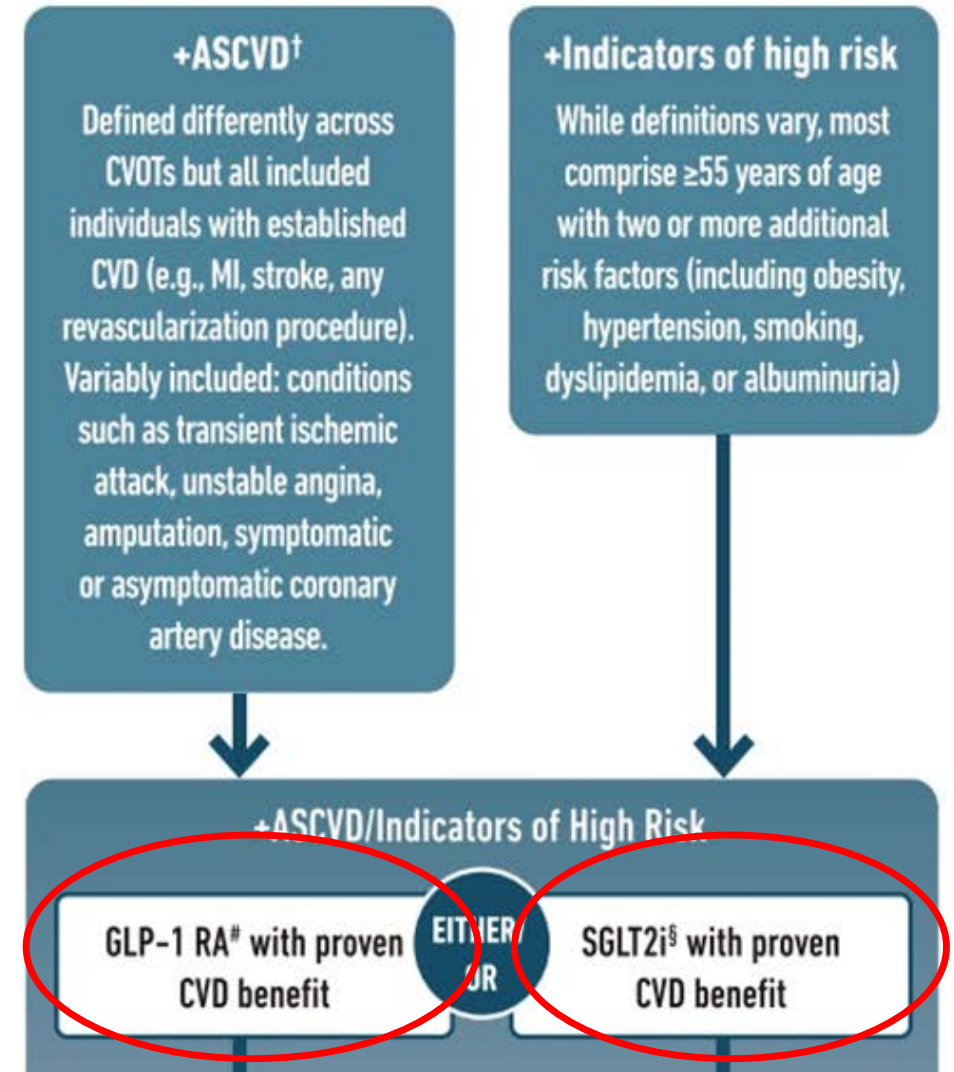 +ASCVD†
Defined differently across
CVOTs but all included
individuals with established
CVD (e.g., MI, stroke, any
revascularization procedure).
Variably included: conditions
such as transient ischemic
attack, unstable angina,
amputation, symptomatic
or asymptomatic coronary
artery disease.
+Indicators of high risk
While definitions vary, most
comprise ≥55 years of age
with two or more additional
risk factors (including obesity,
hypertension, smoking,
dyslipidemia, or albuminuria)
+ASCVD/Indicators of High Risk
GLP-1 RA# with proven
CVD benefit
EITHER/
OR
SGLT2i§ with proven
CVD benefit